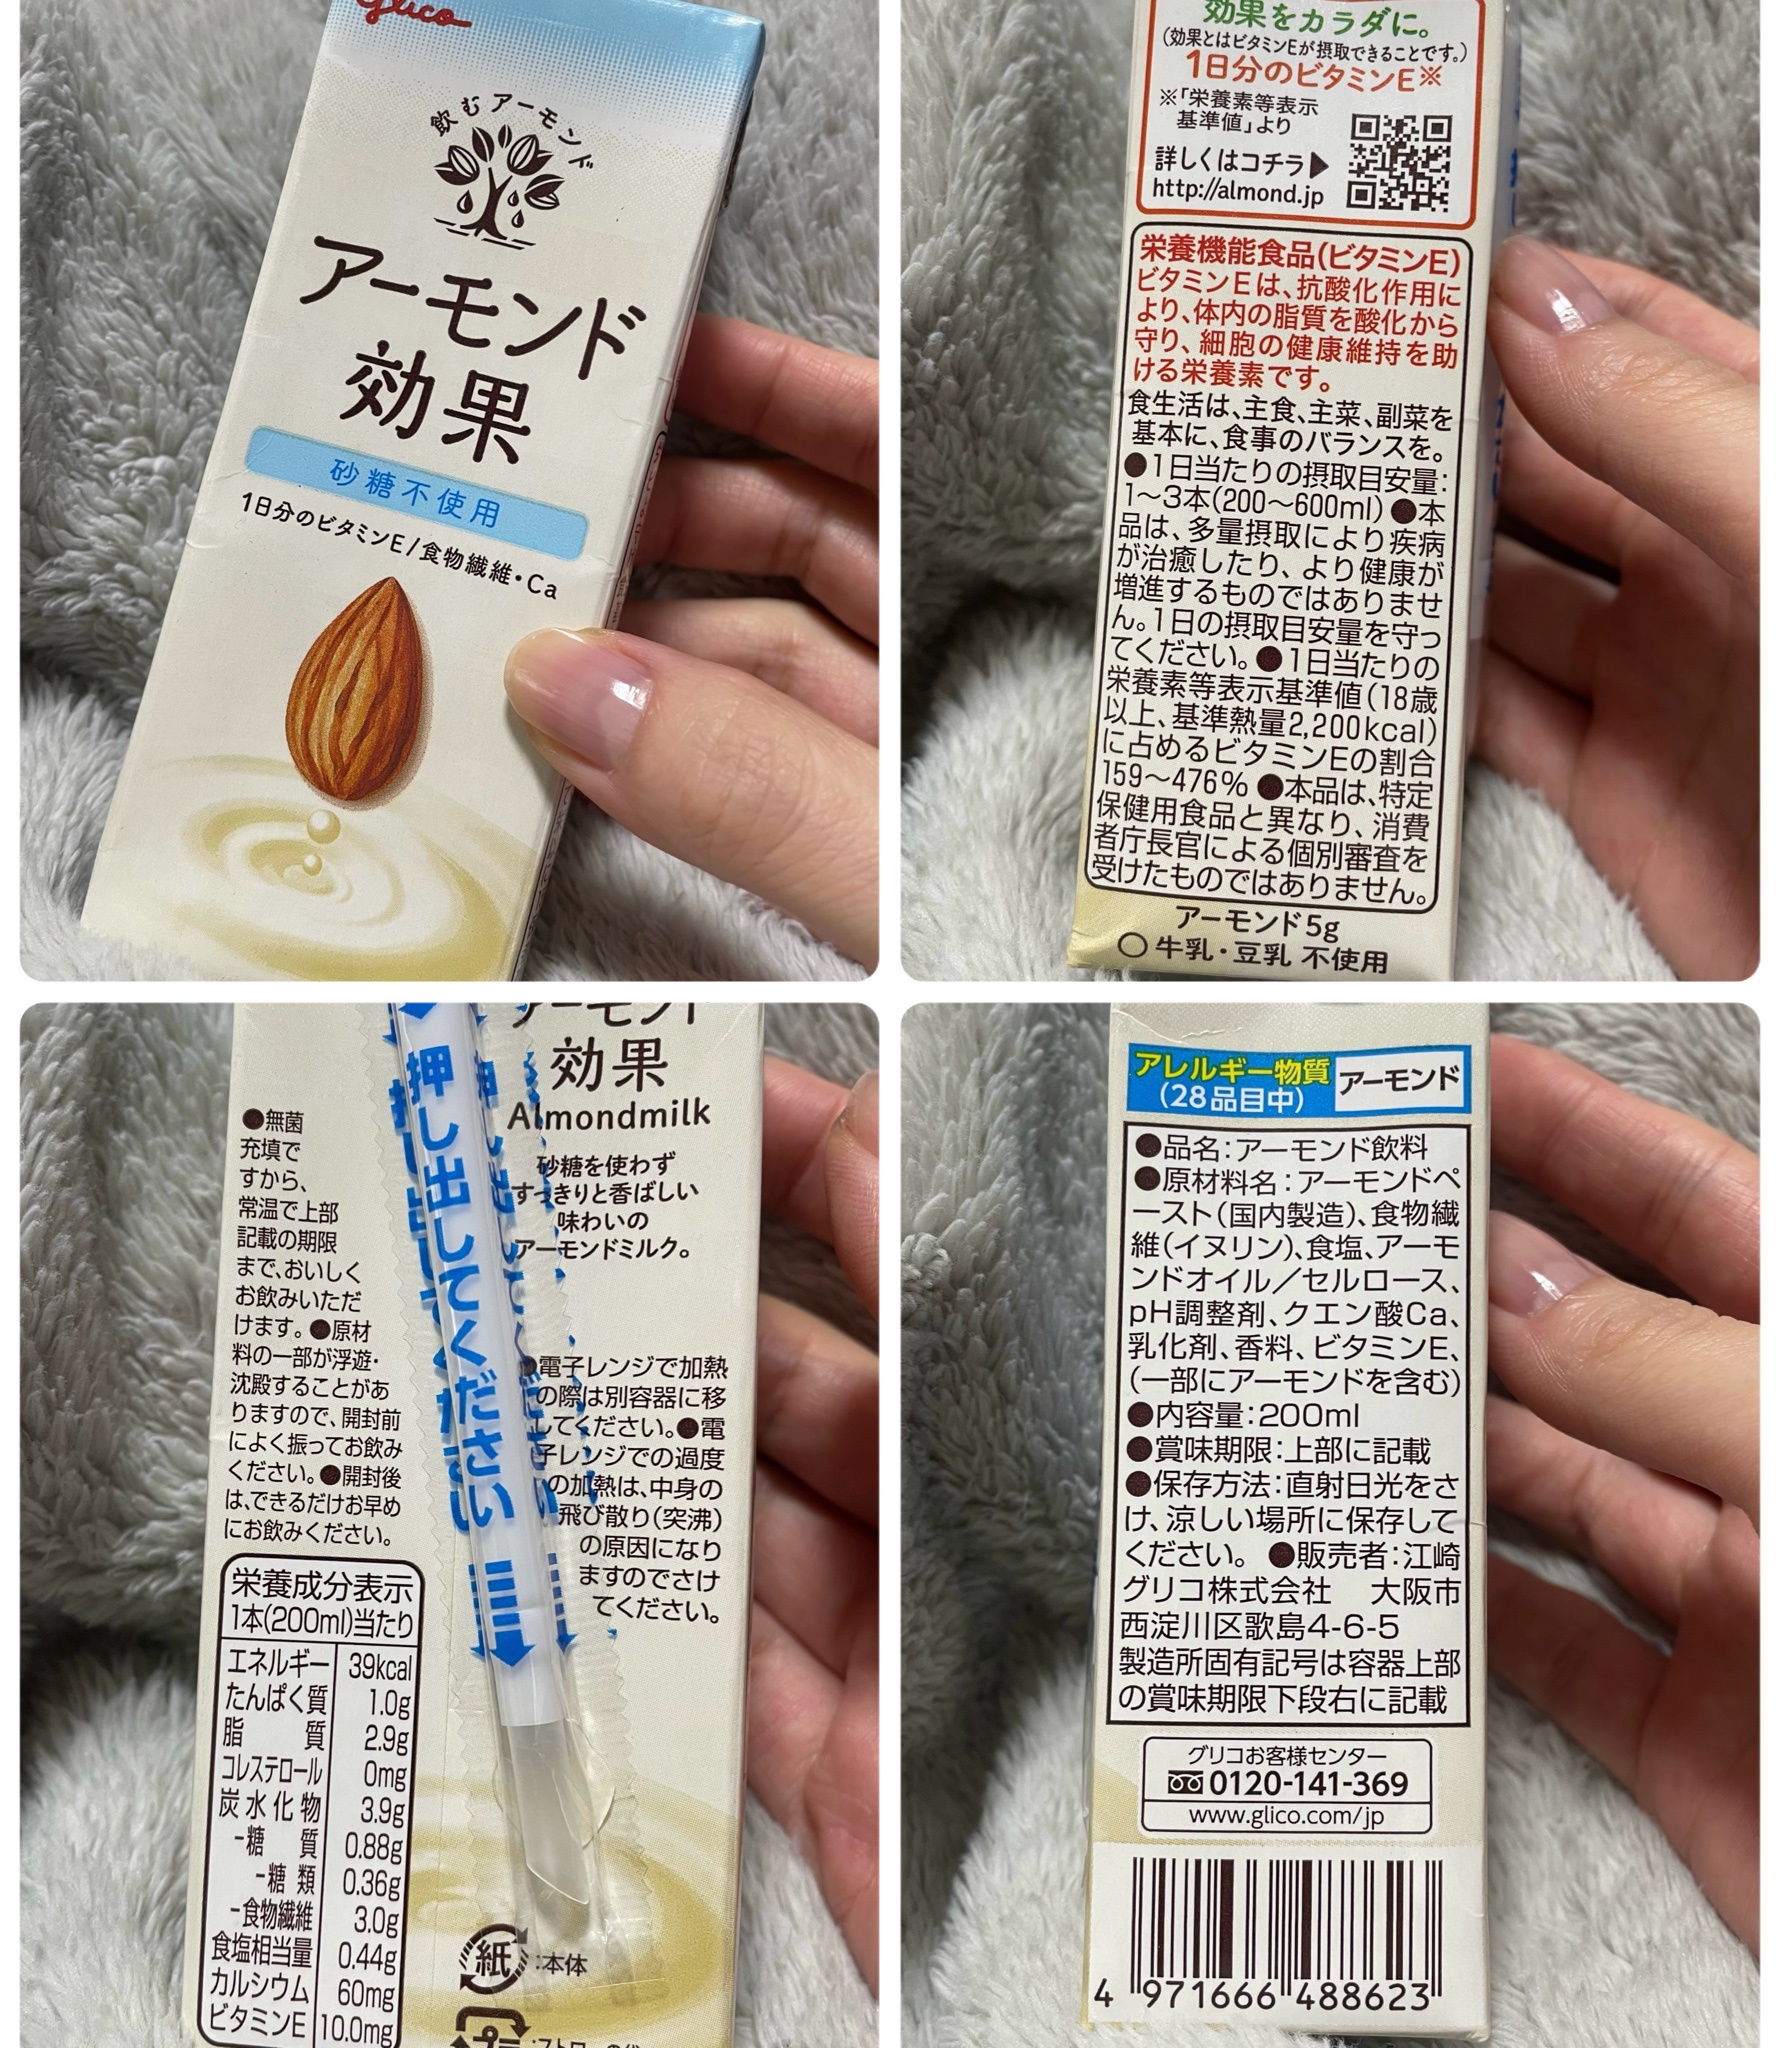 glico
飲むアーモンド
アーモンド
効果
砂糖不使用
1日分のビタミンE/食物繊維・Ca
効果をカラダに。
(効果とはビタミンEが摂取できることです。)
1日分のビタミンE※
※「栄養素等表示
基準値」より
詳しくはコチラ▶
http://almond.jp
栄養機能食品(ビタミンE)
ビタミンEは、抗酸化作用に
より、体内の脂質を酸化から
守り、細胞の健康維持を助
ける栄養素です。
食生活は、主食、主菜、副菜を
基本に、食事のバランスを。
●1日当たりの摂取目安量:
1〜3本(200〜600ml)●本
品は、多量摂取により疾病
が治癒したり、より健康が
増進するものではありませ
ん。1日の摂取目安量を守っ
てください。●1日当たりの
栄養素等表示基準値(18歳
以上、基準熱量2,200kcal)
に占めるビタミンEの割合
159〜476%●本品は、特定
保健用食品と異なり、消費
者庁長官による個別審査を
受けたものではありません。
アーモンド5g
○牛乳・豆乳 不使用
●無菌
充填で
すから、
常温で上部
記載の期限
まで、おいしく
お飲みいただ
けます。●原材
料の一部が浮遊・
沈殿することがあ
りますので、開封前
によく振ってお飲み
ください。●開封後
は、できるだけお早め
にお飲みください。
栄養成分表示
1本(200ml)当たり
エネルギー 39kcal
たんぱく質 1.0g
脂質 2.9g
コレステロール 0mg
炭水化物 3.9g
-糖質 0.88g
-糖類 0.36g
-食物繊維 3.0g
食塩相当量 0.44g
カルシウム 60mg
ビタミンE 10.0mg
押し出してください
アーモンド
効果
Almondmilk
砂糖を使わず
すっきりと香ばしい
味わいの
アーモンドミルク。
●電子レンジで加熱
の際は別容器に移
してください。●電
子レンジでの過度
の加熱は、中身の
飛び散り(突沸)
の原因になり
ますのでさけ
てください。
紙:本体
プラ
アレルギー物質
(28品目中)
アーモンド
●品名:アーモンド飲料
●原材料名:アーモンドペ
ースト(国内製造)、食物繊
維(イヌリン)、食塩、アーモ
ンドオイル/セルロース、
pH調整剤、クエン酸Ca、
乳化剤、香料、ビタミンE、
(一部にアーモンドを含む)
●内容量:200ml
●賞味期限:上部に記載
●保存方法:直射日光をさ
け、涼しい場所に保存して
ください。●販売者:江崎
グリコ株式会社 大阪市
西淀川区歌島4-6-5
製造所固有記号は容器上部
の賞味期限下段右に記載
グリコお客様センター
0120-141-369
www.glico.com/jp
4 971666 488623